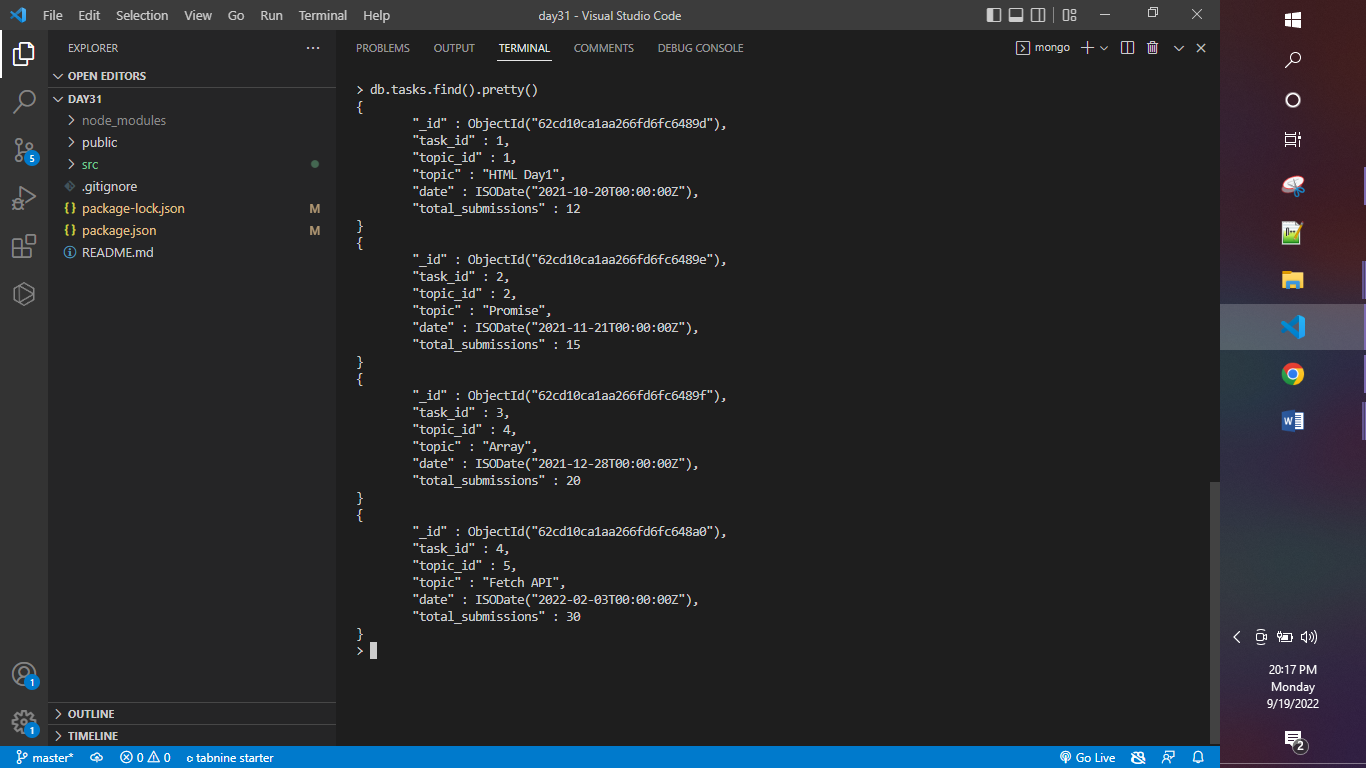 File Edit Selection View Go Run Terminal Help
day31 - Visual Studio Code
EXPLORER
OPEN EDITORS
DAY31
node_modules
public
src
.gitignore
{} package-lock.json M
{} package.json M
README.md
OUTLINE
TIMELINE
5
1
1
PROBLEMS OUTPUT TERMINAL COMMENTS DEBUG CONSOLE
mongo
> db.tasks.find().pretty()
{
"_id" : ObjectId("62cd10ca1aa266fd6fc6489d"),
"task_id" : 1,
"topic_id" : 1,
"topic" : "HTML Day1",
"date" : ISODate("2021-10-20T00:00:00Z"),
"total_submissions" : 12
}
{
"_id" : ObjectId("62cd10ca1aa266fd6fc6489e"),
"task_id" : 2,
"topic_id" : 2,
"topic" : "Promise",
"date" : ISODate("2021-11-21T00:00:00Z"),
"total_submissions" : 15
}
{
"_id" : ObjectId("62cd10ca1aa266fd6fc6489f"),
"task_id" : 3,
"topic_id" : 4,
"topic" : "Array",
"date" : ISODate("2021-12-28T00:00:00Z"),
"total_submissions" : 20
}
{
"_id" : ObjectId("62cd10ca1aa266fd6fc648a0"),
"task_id" : 4,
"topic_id" : 5,
"topic" : "Fetch API",
"date" : ISODate("2022-02-03T00:00:00Z"),
"total_submissions" : 30
}
>
master* 0 0 tabnine starter
Go Live
W
20:17 PM
Monday
9/19/2022
2